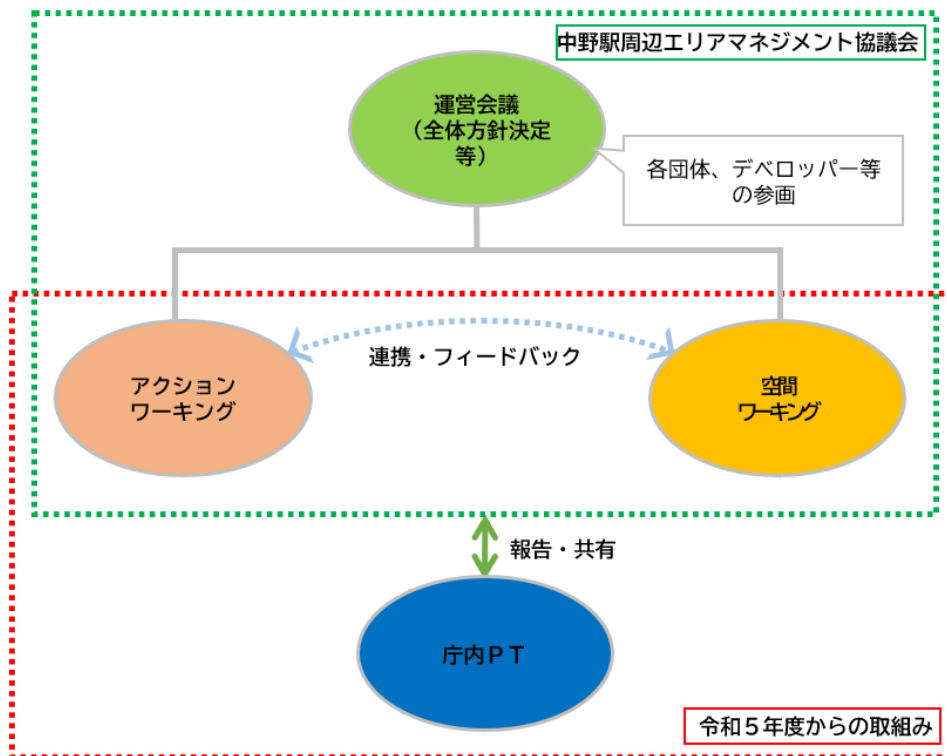 中野駅周辺エリアマネジメント協議会
運営会議
（全体方針決定
等）
各団体、デベロッパー等
の参画
連携・フィードバック
アクション
ワーキング
空間
ワーキング
報告・共有
庁内ＰＴ
令和５年度からの取組み